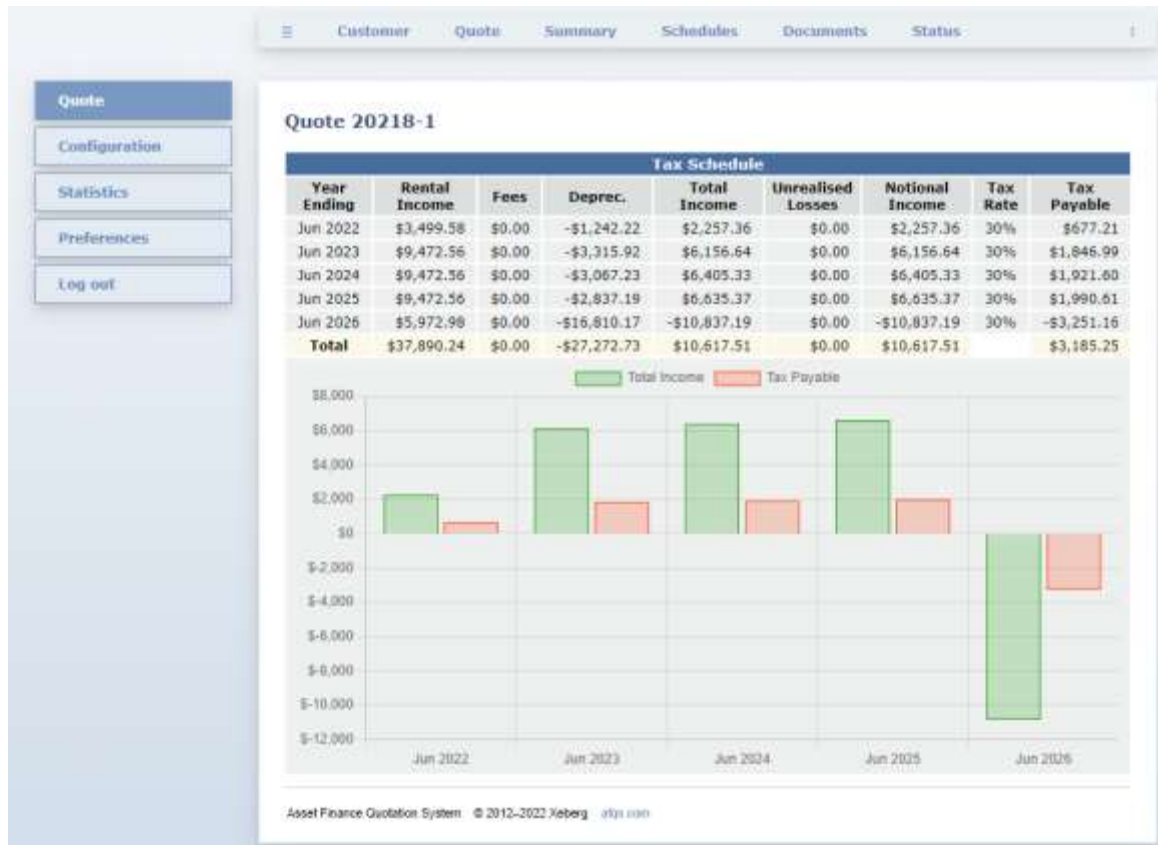 ☰ Customer Quote Summary Schedules Documents Status ⋮
Quote
Configuration
Statistics
Preferences
Log out
Quote 20218-1
Tax Schedule
Year Ending Rental Income Fees Deprec. Total Income Unrealised Losses Notional Income Tax Rate Tax Payable
Jun 2022 $3,499.58 $0.00 -$1,242.22 $2,257.36 $0.00 $2,257.36 30% $677.21
Jun 2023 $9,472.56 $0.00 -$3,315.92 $6,156.64 $0.00 $6,156.64 30% $1,846.99
Jun 2024 $9,472.56 $0.00 -$3,067.23 $6,405.33 $0.00 $6,405.33 30% $1,921.60
Jun 2025 $9,472.56 $0.00 -$2,837.19 $6,635.37 $0.00 $6,635.37 30% $1,990.61
Jun 2026 $5,972.98 $0.00 -$16,810.17 -$10,837.19 $0.00 -$10,837.19 30% -$3,251.16
Total $37,890.24 $0.00 -$27,272.73 $10,617.51 $0.00 $10,617.51 $3,185.25
Total Income Tax Payable
$8,000
$6,000
$4,000
$2,000
$0
$-2,000
$-4,000
$-6,000
$-8,000
$-10,000
$-12,000
Jun 2022 Jun 2023 Jun 2024 Jun 2025 Jun 2026
Asset Finance Quotation System © 2012–2022 Xeberg